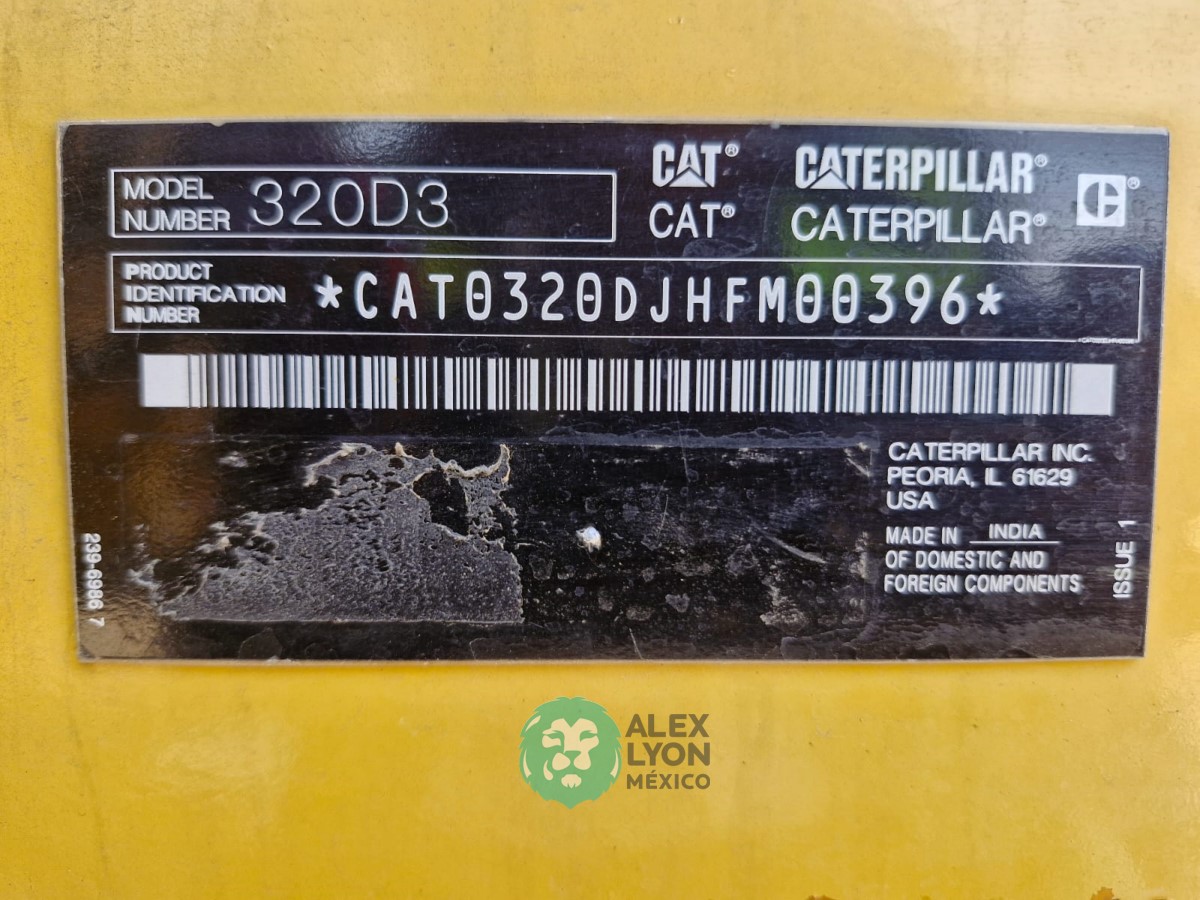 MODEL NUMBER 320D3
CAT® CATERPILLAR®
CAT® CATERPILLAR®
PRODUCT IDENTIFICATION NUMBER *CAT0320DJHFM00396*
CATERPILLAR INC.
PEORIA, IL 61629
USA
MADE IN INDIA
OF DOMESTIC AND
FOREIGN COMPONENTS
ISSUE 1
239-6986 7
ALEX
LYON
MÉXICO